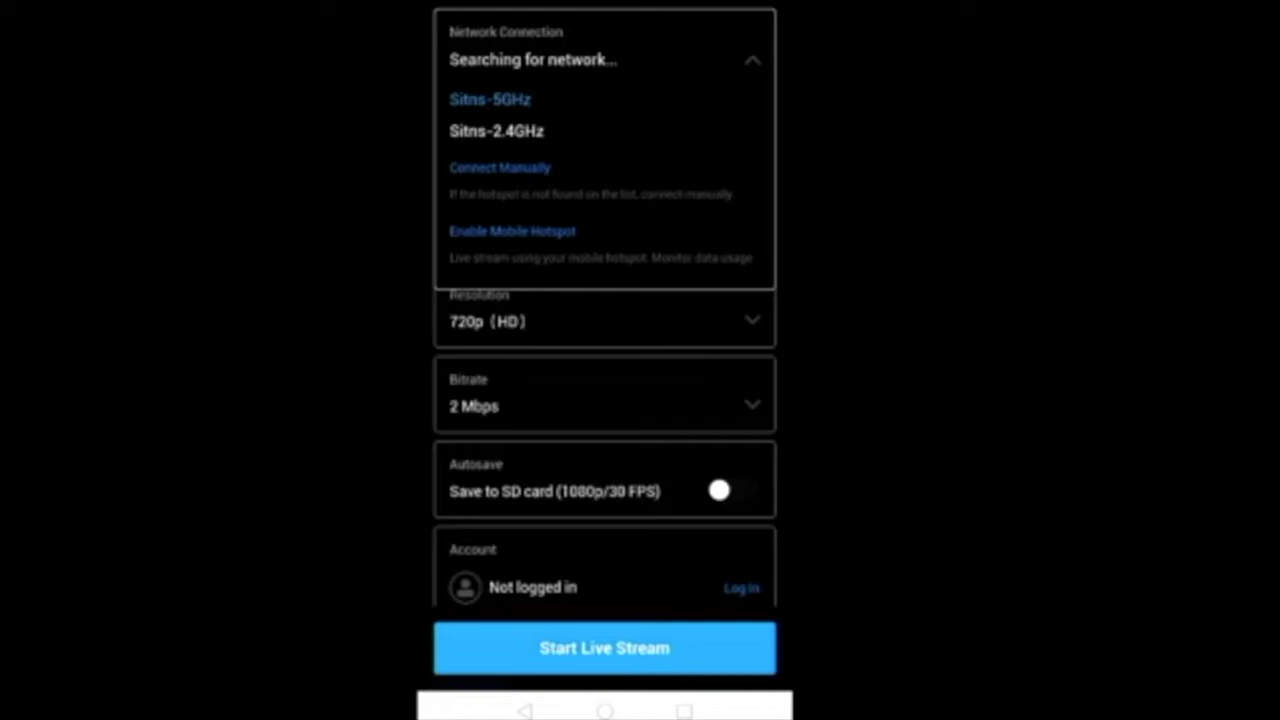 Network Connection
Searching for network...
Sitns-5GHz
Sitns-2.4GHz
Connect Manually
If the hotspot is not found on the list, connect manually
Enable Mobile Hotspot
Live stream using your mobile hotspot. Monitor data usage
Resolution
720p (HD)
Bitrate
2 Mbps
Autosave
Save to SD card (1080p/30 FPS)
Account
Not logged in
Log In
Start Live Stream